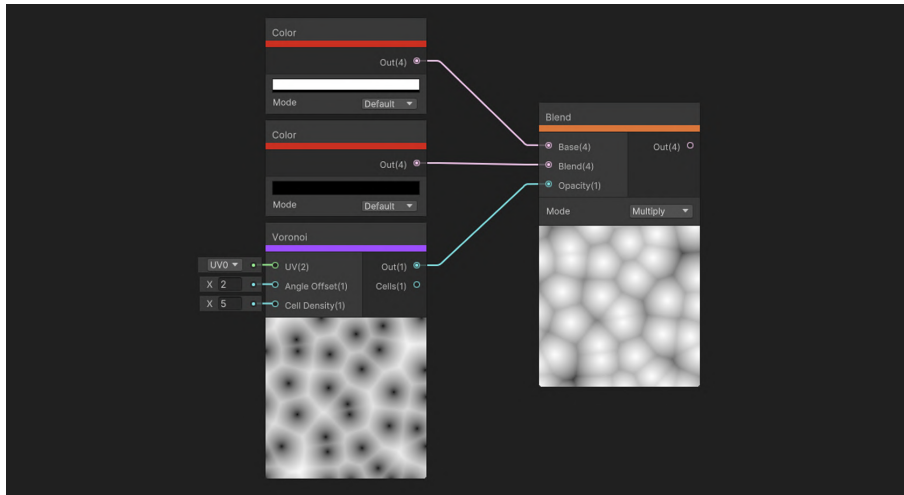 Color
Out(4)
Mode
Default
Color
Out(4)
Mode
Default
Voronoi
UV0
UV(2)
Out(1)
X 2
Angle Offset(1)
Cells(1)
X 5
Cell Density(1)
Blend
Base(4)
Out(4)
Blend(4)
Opacity(1)
Mode
Multiply